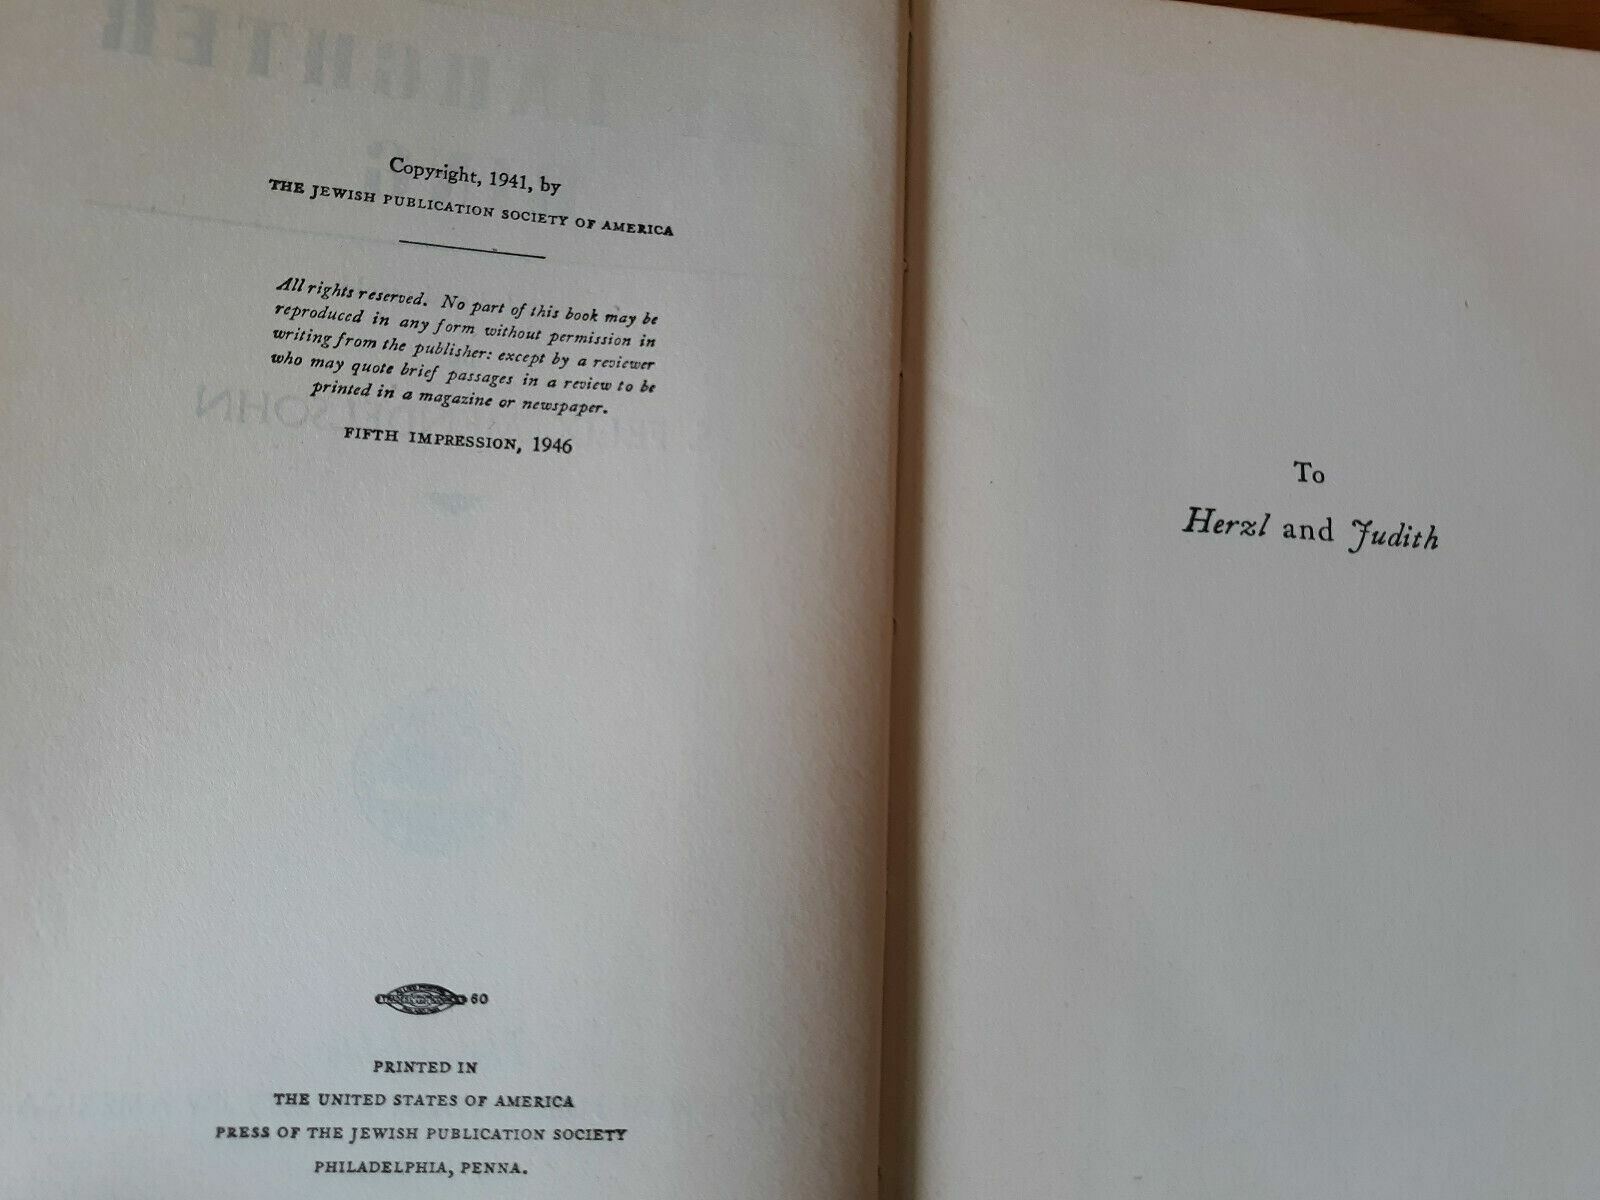 Copyright, 1941, by
THE JEWISH PUBLICATION SOCIETY OF AMERICA
All rights reserved. No part of this book may be
reproduced in any form without permission in
writing from the publisher: except by a reviewer
who may quote brief passages in a review to be
printed in a magazine or newspaper.
FIFTH IMPRESSION, 1946
60
PRINTED IN
THE UNITED STATES OF AMERICA
PRESS OF THE JEWISH PUBLICATION SOCIETY
PHILADELPHIA, PENNA.
To
Herzl and Judith